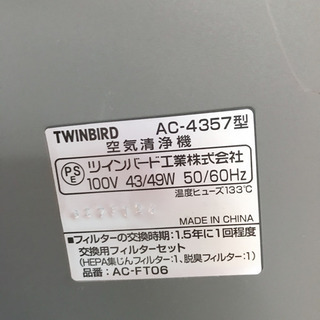 TWINBIRD AC-4357型
空気清浄機
PS
E
ツインバード工業株式会社
100V 43/49W 50/60Hz
温度ヒューズ133℃
MADE IN CHINA
■フィルターの交換時期:1.5年に1回程度
交換用フィルターセット
(HEPA集じんフィルター:1、脱臭フィルター:1)
品番:AC-FT06